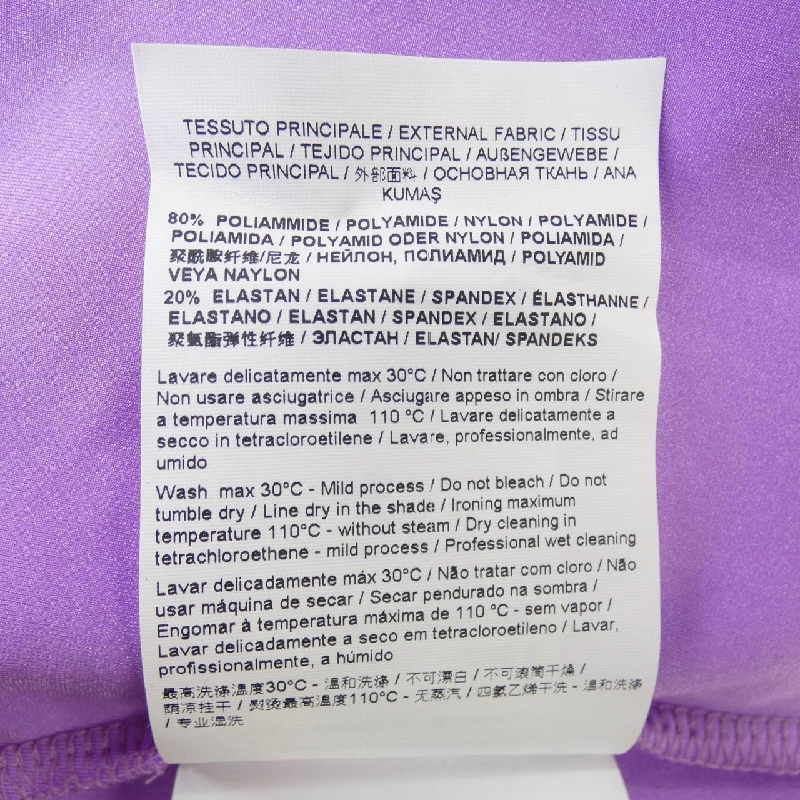 TESSUTO PRINCIPALE / EXTERNAL FABRIC / TISSU
PRINCIPAL / TEJIDO PRINCIPAL / AUßENGEWEBE /
TECIDO PRINCIPAL / 外部面料 / ОСНОВНАЯ ТКАНЬ / ANA
KUMAŞ
80% POLIAMMIDE / POLYAMIDE / NYLON / POLYAMIDE /
POLIAMIDA / POLYAMID ODER NYLON / POLIAMIDA /
聚酰胺纤维/尼龙 / НЕЙЛОН, ПОЛИАМИД / POLYAMID
VEYA NAYLON
20% ELASTAN / ELASTANE / SPANDEX / ÉLASTHANNE /
ELASTANO / ELASTAN / SPANDEX / ELASTANO /
聚氨酯弹性纤维 / ЭЛАСТАН / ELASTAN/ SPANDEKS
Lavare delicatamente max 30°C / Non trattare con cloro /
Non usare asciugatrice / Asciugare appeso in ombra / Stirare
a temperatura massima 110 °C / Lavare delicatamente a
secco in tetracloroetilene / Lavare, professionalmente, ad
umido
Wash max 30°C - Mild process / Do not bleach / Do not
tumble dry / Line dry in the shade / Ironing maximum
temperature 110°C - without steam / Dry cleaning in
tetrachloroethene - mild process / Professional wet cleaning
Lavar delicadamente máx 30°C / Não tratar com cloro / Não
usar máquina de secar / Secar pendurado na sombra /
Engomar à temperatura máxima de 110 °C - sem vapor /
Lavar delicadamente a seco em tetracloroetileno / Lavar,
profissionalmente, a húmido
最高洗涤温度30°C - 温和洗涤 / 不可漂白 / 不可滚筒干燥 /
荫凉挂干 / 熨烫最高温度110°C - 无蒸汽 / 四氯乙烯干洗 - 温和洗涤
/ 专业湿洗